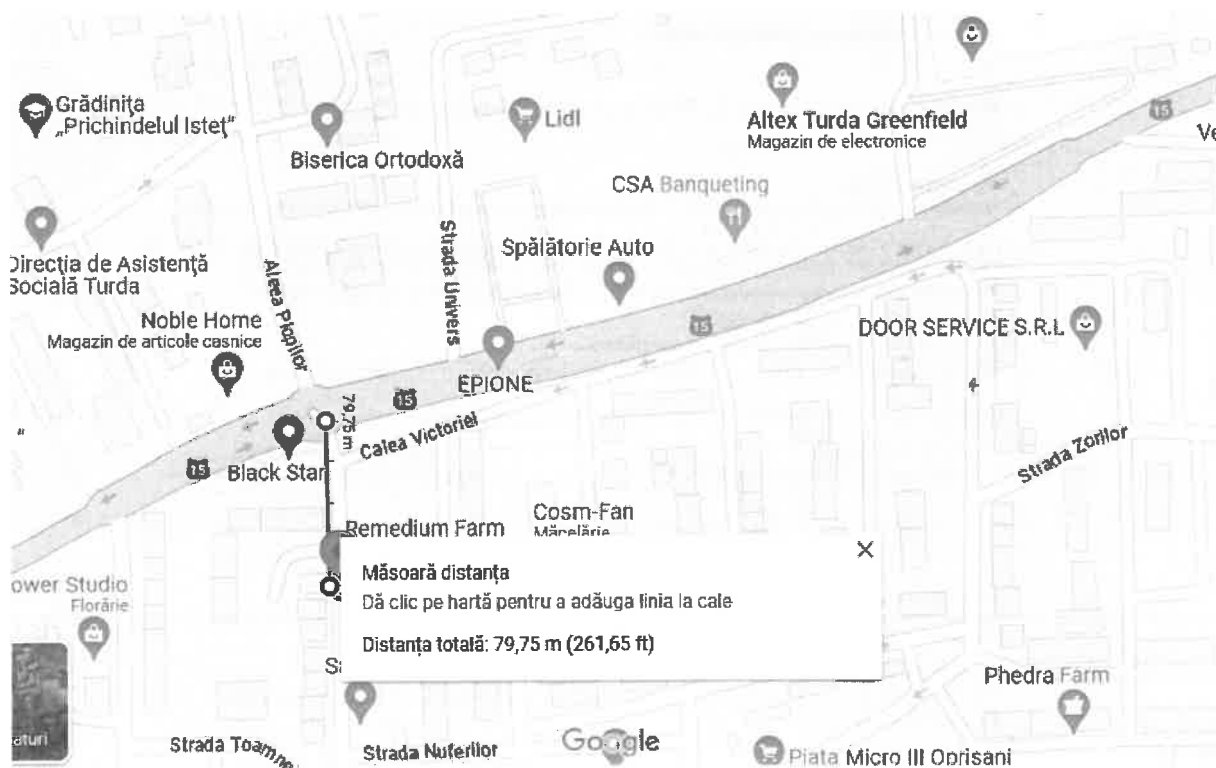 Grădinița
„Prichindelul Isteț”
Biserica Ortodoxă
Lidl
Altex Turda Greenfield
Magazin de electronice
15
Ve
CSA Banqueting
Direcția de Asistență
Socială Turda
Aleea Plopilor
Strada Univers
Spălătorie Auto
Noble Home
Magazin de articole casnice
15
DOOR SERVICE S.R.L
EPIONE
15
79,75 m
Calea Victoriei
Strada Zorilor
15
Black Star
Remedium Farm
Cosm-Fan
Măcelărie
ower Studio
Florărie
Măsoară distanța
Dă clic pe hartă pentru a adăuga linia la cale
Distanța totală: 79,75 m (261,65 ft)
Phedra Farm
aturi
Strada Toamne
Strada Nuferilor
Google
Piata Micro III Oprisani